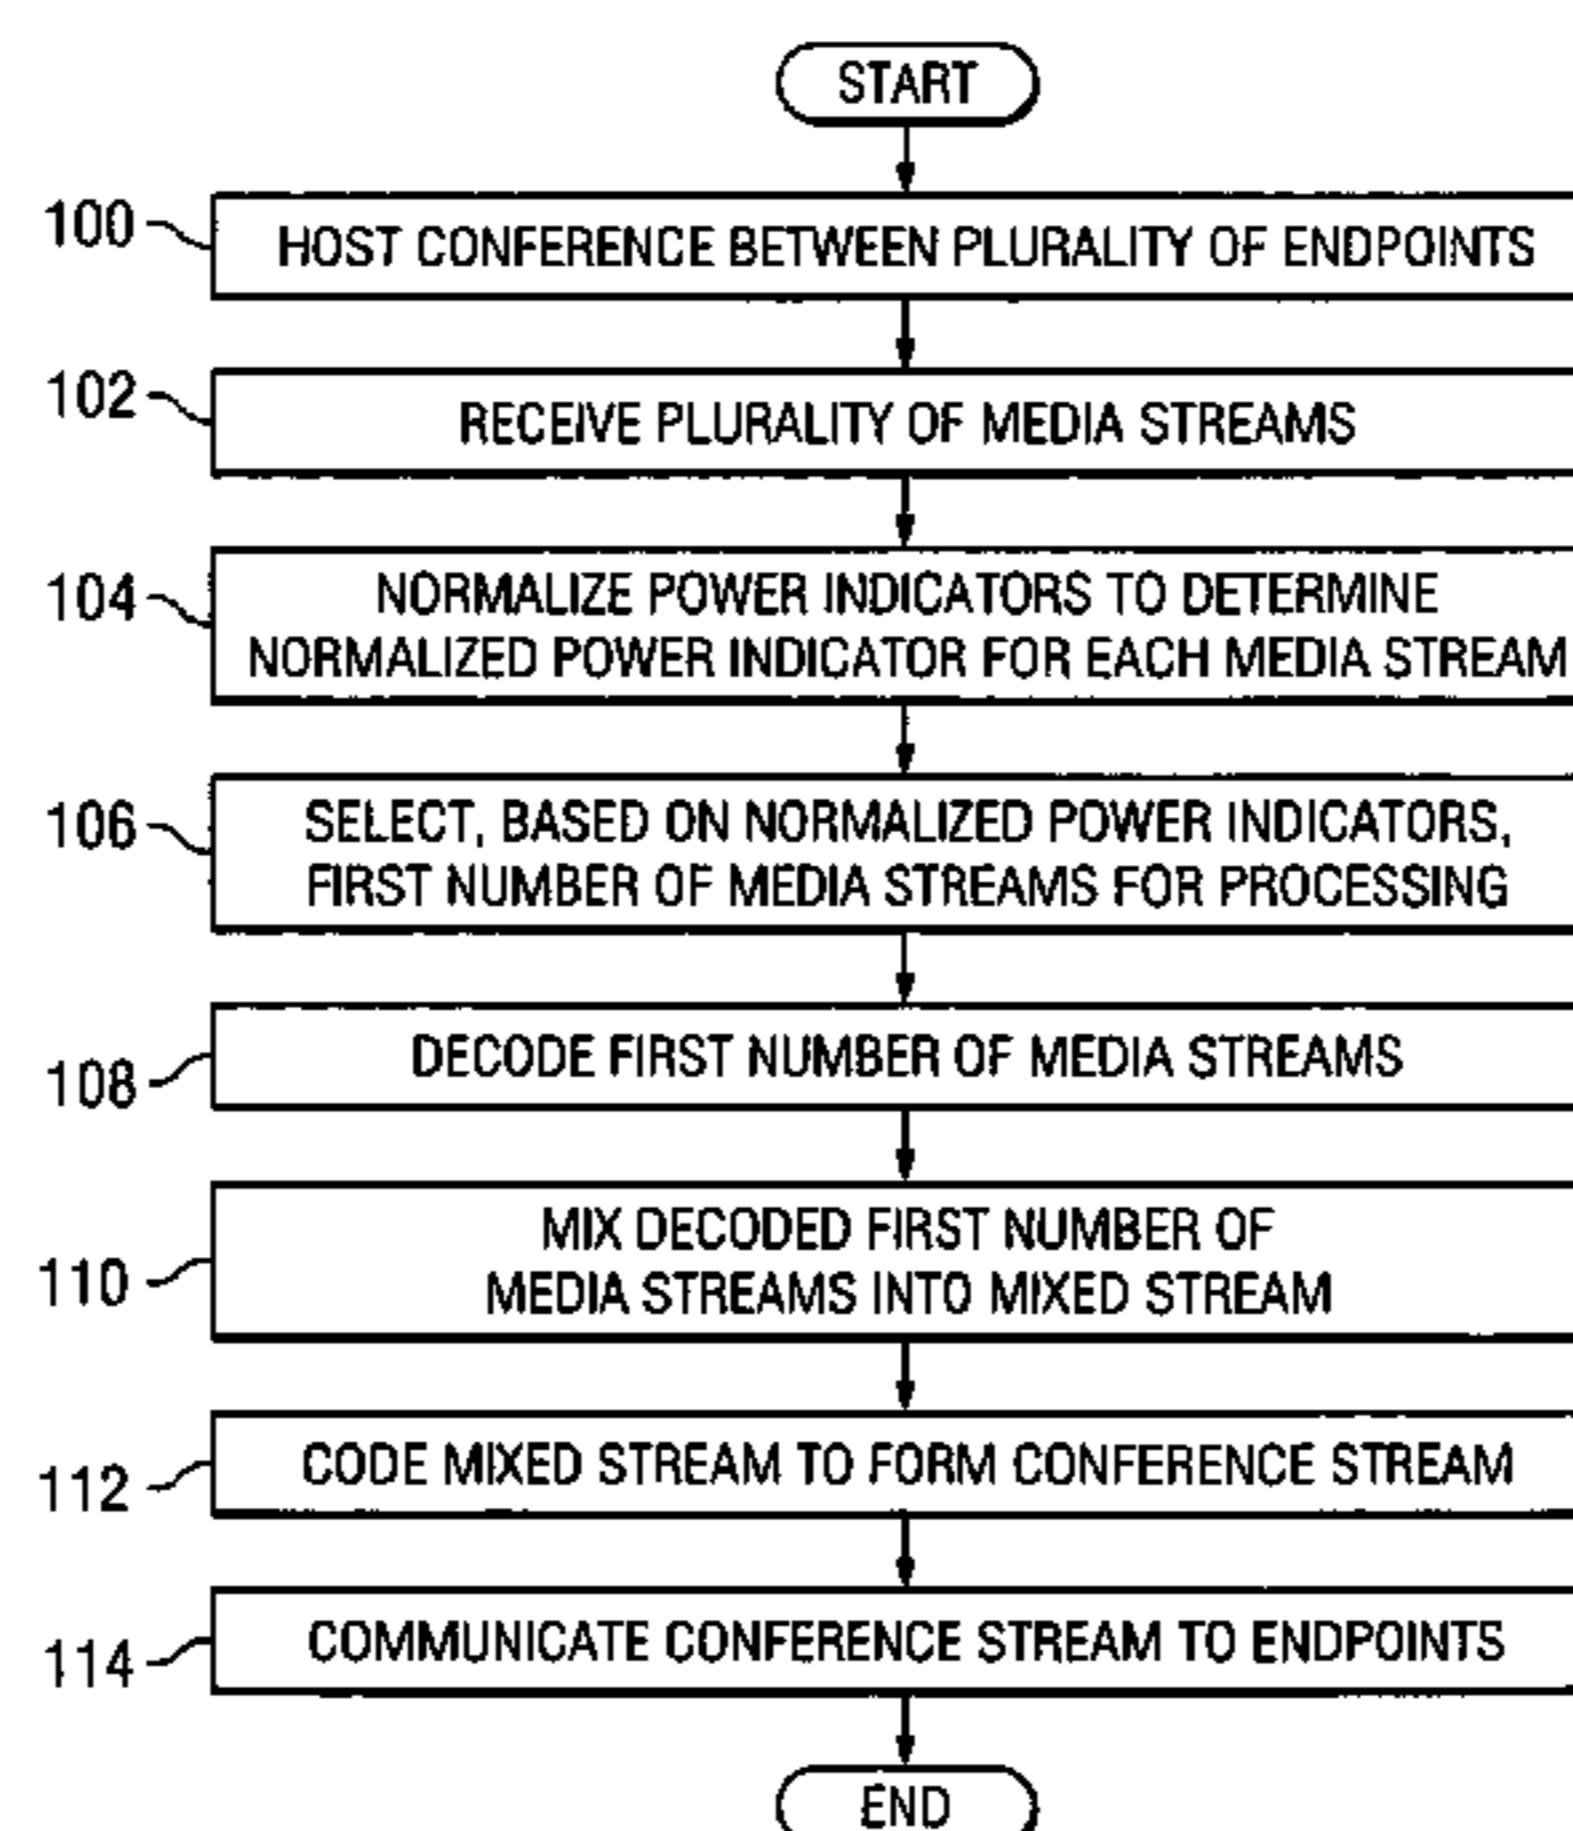 START
100
HOST CONFERENCE BETWEEN PLURALITY OF ENDPOINTS
102
RECEIVE PLURALITY OF MEDIA STREAMS
104
NORMALIZE POWER INDICATORS TO DETERMINE
NORMALIZED POWER INDICATOR FOR EACH MEDIA STREAM
106
SELECT, BASED ON NORMALIZED POWER INDICATORS,
FIRST NUMBER OF MEDIA STREAMS FOR PROCESSING
108
DECODE FIRST NUMBER OF MEDIA STREAMS
110
MIX DECODED FIRST NUMBER OF
MEDIA STREAMS INTO MIXED STREAM
112
CODE MIXED STREAM TO FORM CONFERENCE STREAM
114
COMMUNICATE CONFERENCE STREAM TO ENDPOINTS
END